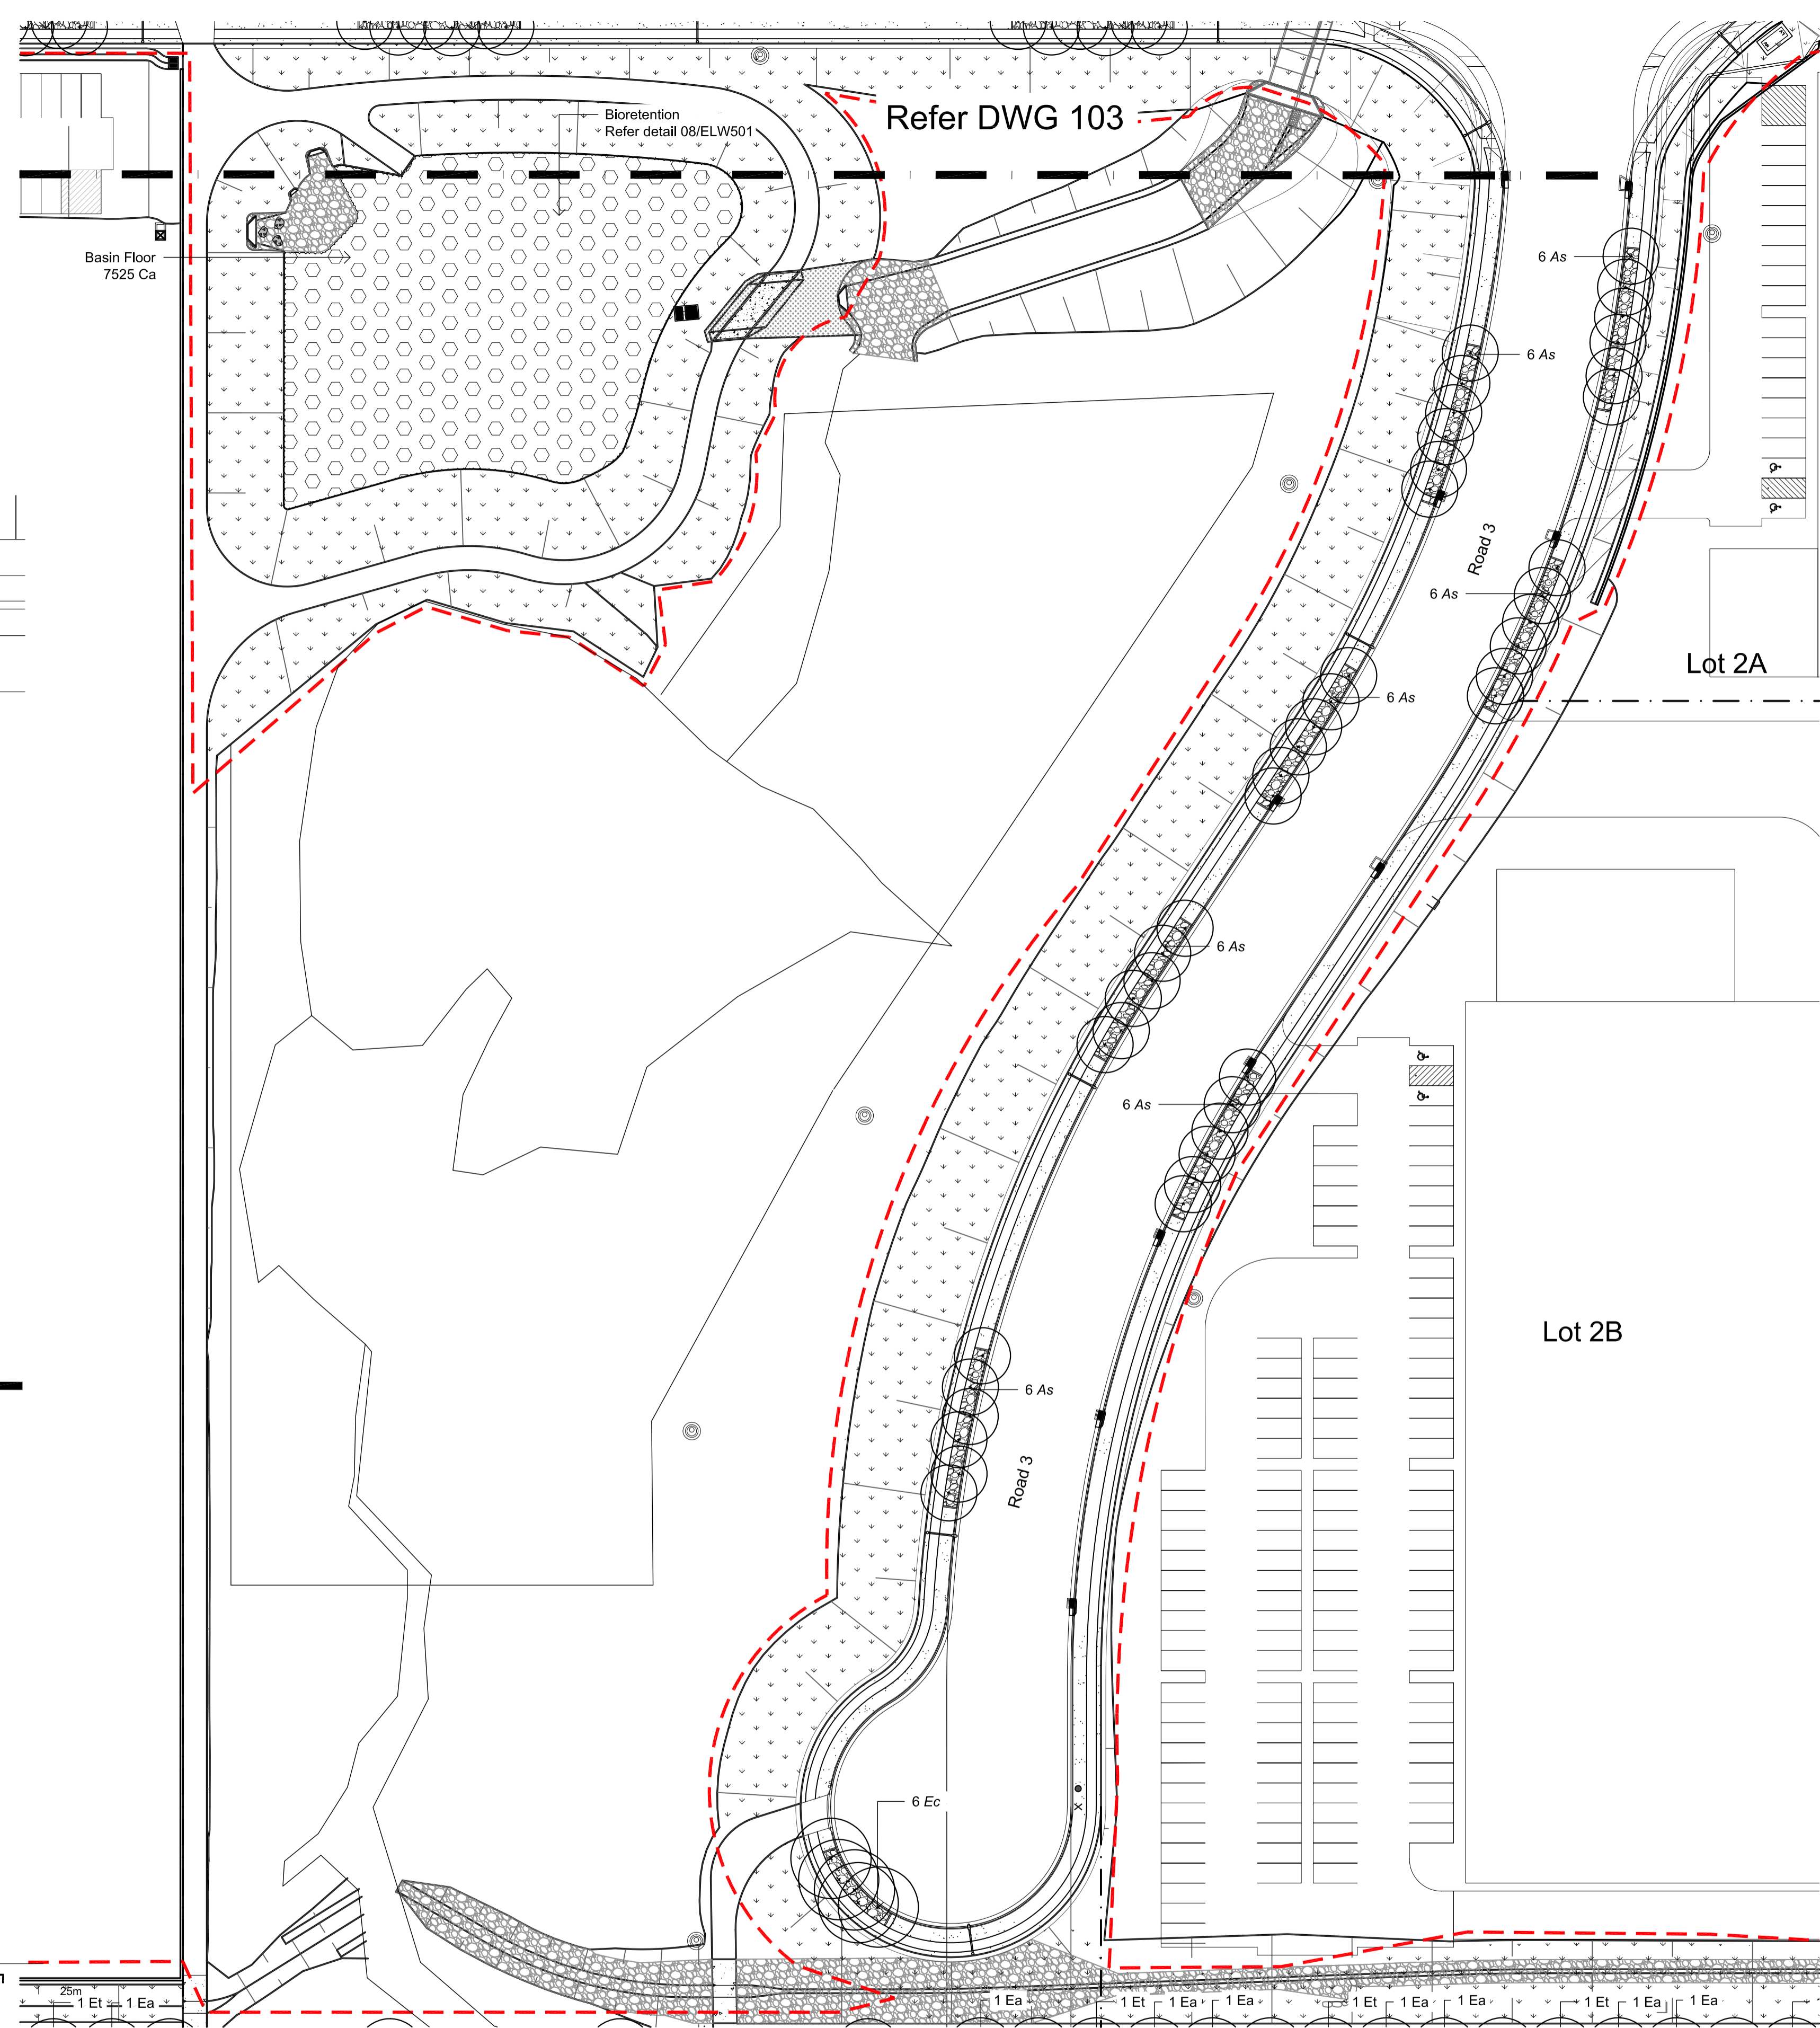 Bioretention
Refer detail 08/ELW501
Refer DWG 103
Basin Floor
7525 Ca
6 As
6 As
Road 3
6 As
Lot 2A
6 As
6 As
6 As
Lot 2B
6 As
Road 3
6 Ec
x
25m
1 Et
1 Ea
1 Ea
1 Et
1 Ea
1 Ea
1 Et
1 Ea
1 Ea
1 Et
1 Ea
1 Ea